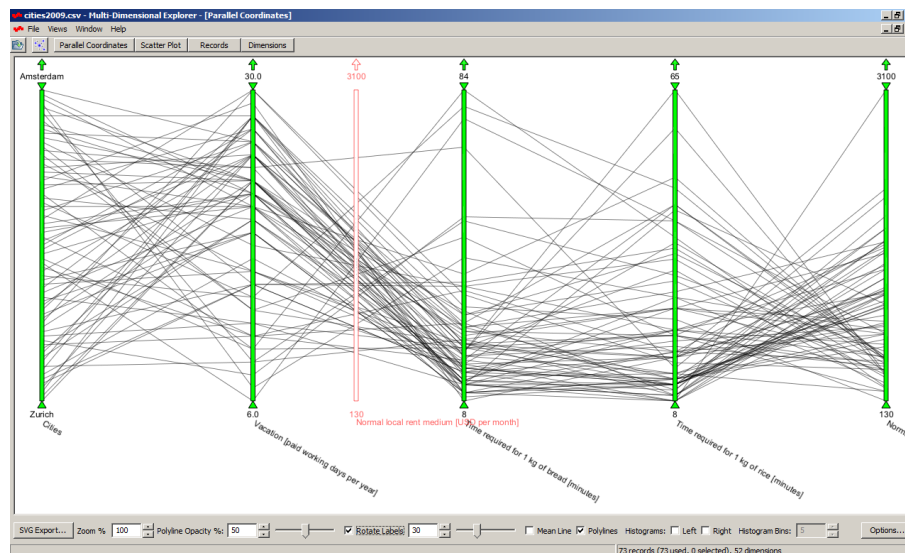 cities2009.csv - Multi-Dimensional Explorer - [Parallel Coordinates]
File Views Window Help
Parallel Coordinates Scatter Plot Records Dimensions
Amsterdam 30.0 3100 84 65 3100
Zurich 6.0 130 8 8 130
Cities
Vacation [paid working days per year]
Normal local rent medium [USD per month]
Time required for 1 kg of bread [minutes]
Time required for 1 kg of rice [minutes]
Norm
SVG Export... Zoom % 100 Polyline Opacity %: 50 Rotate Labels 30 Mean Line Polylines Histograms: Left Right Histogram Bins: 5 Options...
73 records (73 used, 0 selected), 52 dimensions